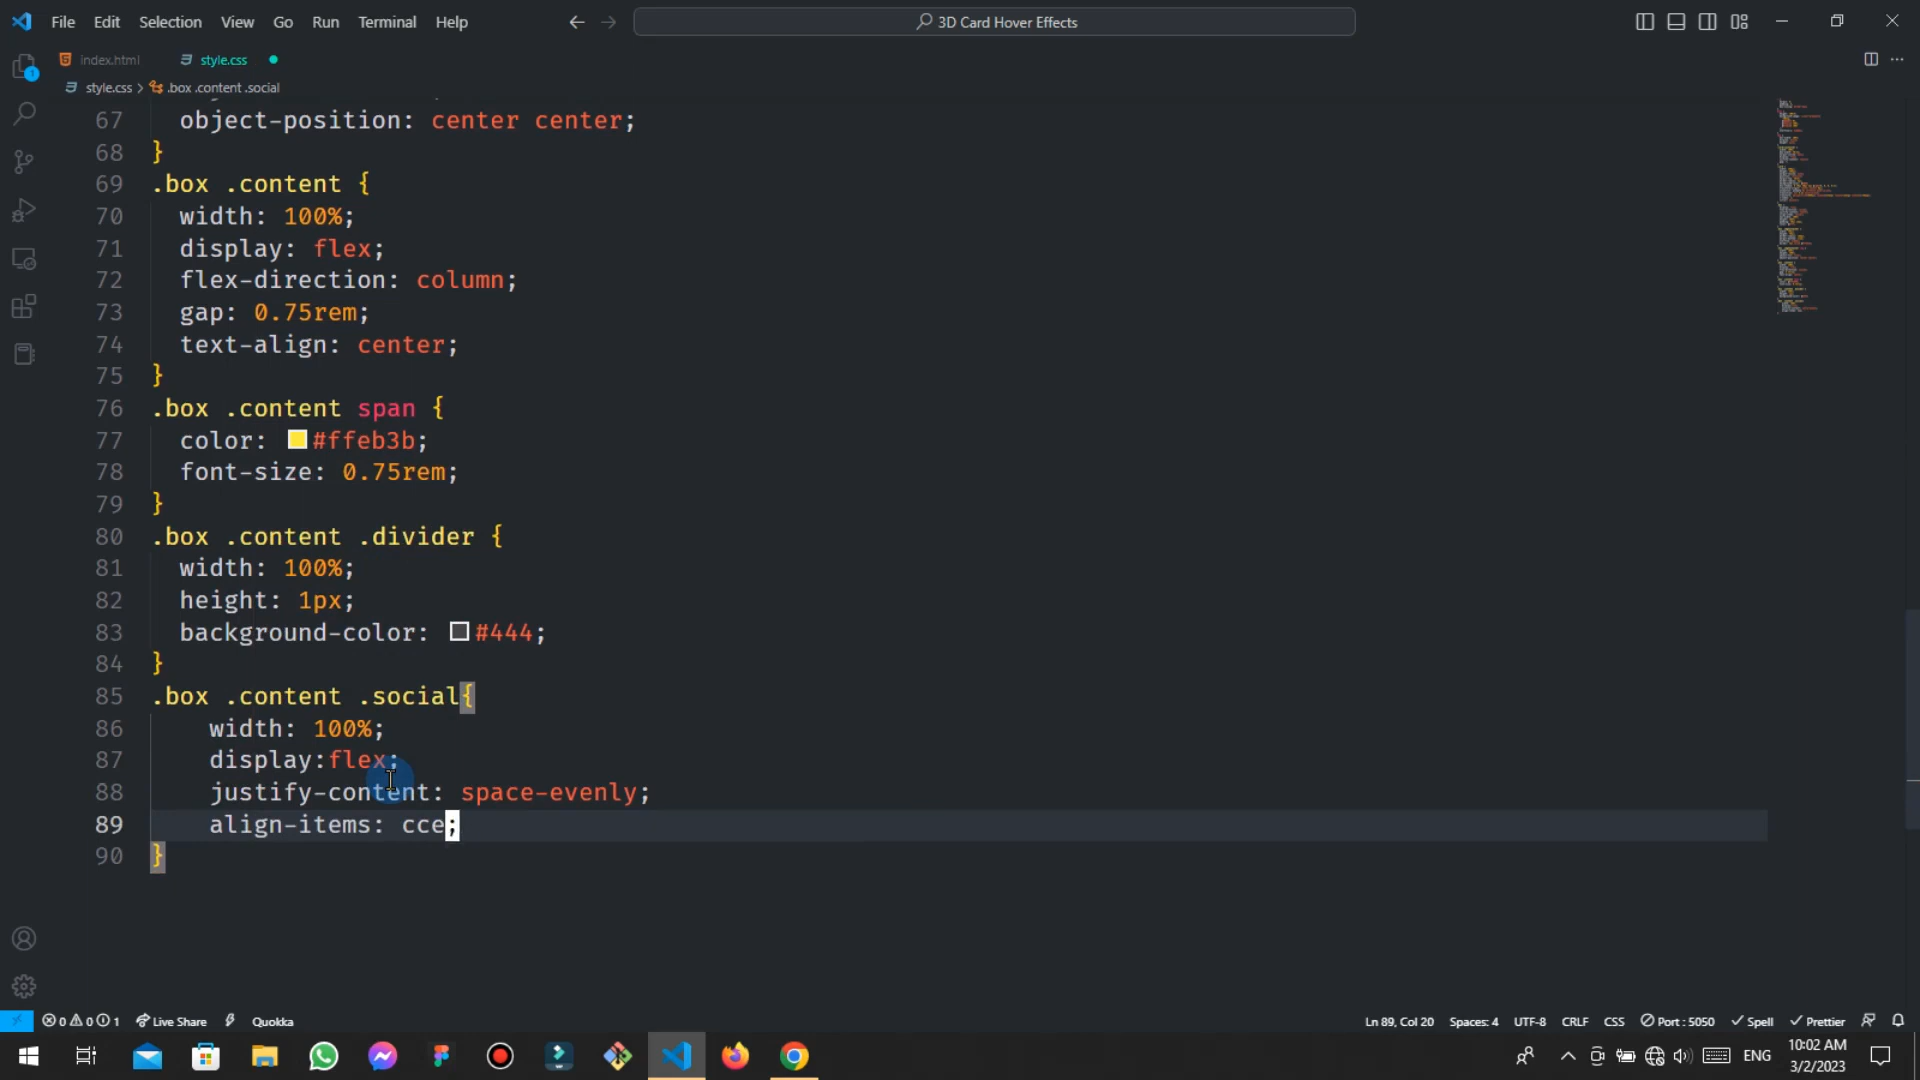 File Edit Selection View Go Run Terminal Help 3D Card Hover Effects
index.html style.css
style.css > .box .content .social
67 object-position: center center;
68 }
69 .box .content {
70 width: 100%;
71 display: flex;
72 flex-direction: column;
73 gap: 0.75rem;
74 text-align: center;
75 }
76 .box .content span {
77 color: #ffeb3b;
78 font-size: 0.75rem;
79 }
80 .box .content .divider {
81 width: 100%;
82 height: 1px;
83 background-color: #444;
84 }
85 .box .content .social{
86 width: 100%;
87 display:flex;
88 justify-content: space-evenly;
89 align-items: cce;
90 }
0 0 1 Live Share Quokka Ln 89, Col 20 Spaces: 4 UTF-8 CRLF CSS Port : 5050 Spell Prettier
ENG 10:02 AM
3/2/2023